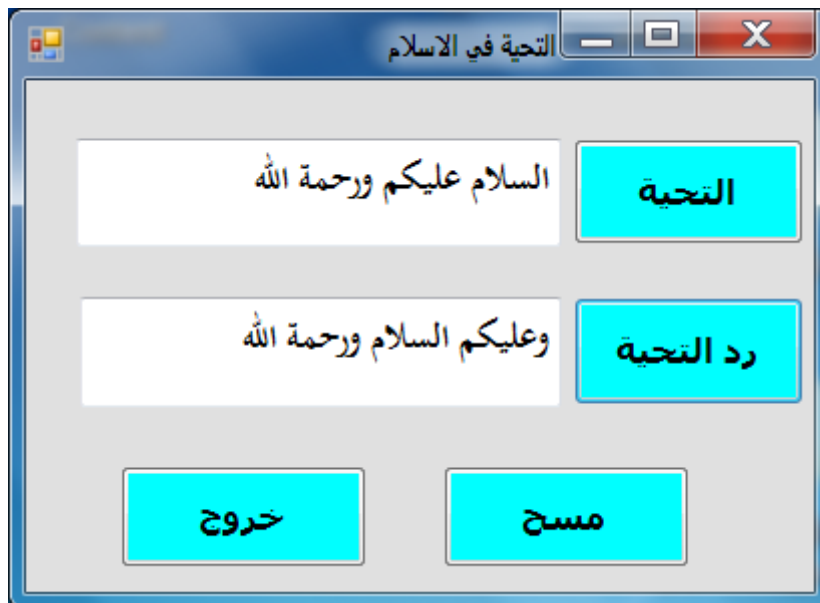 التحية في الاسلام
التحية
السلام عليكم ورحمة الله
رد التحية
وعليكم السلام ورحمة الله
مسح
خروج